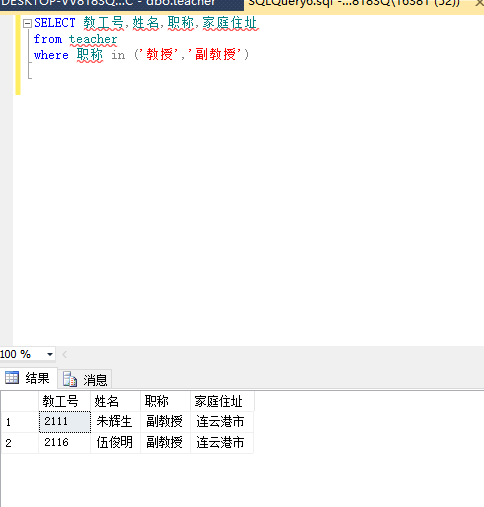 DESKTOP-VV818SQ...C - dbo.teacher
SQLQuery6.sql -...818SQ\16381 (52))
SELECT 教工号,姓名,职称,家庭住址
from teacher
where 职称 in ('教授','副教授')
100 %
结果 消息
教工号 姓名 职称 家庭住址
1 2111 朱辉生 副教授 连云港市
2 2116 伍俊明 副教授 连云港市